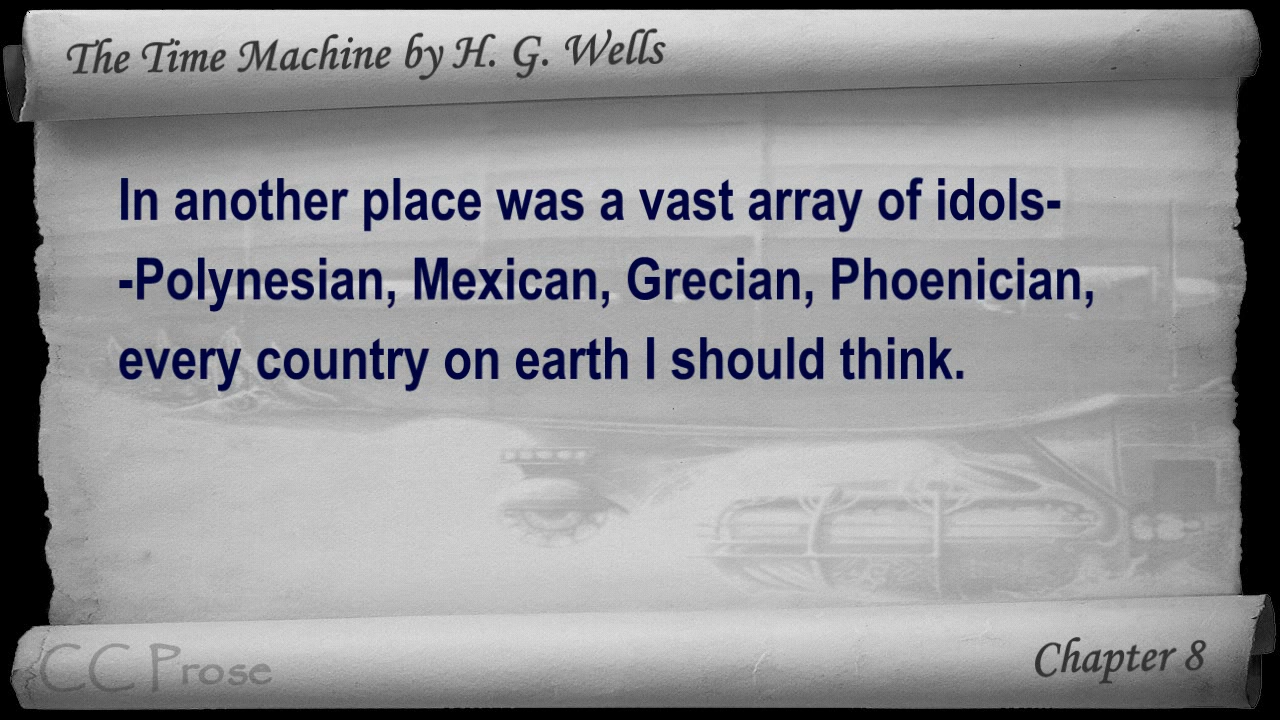 The Time Machine by H. G. Wells
In another place was a vast array of idols-
-Polynesian, Mexican, Grecian, Phoenician,
every country on earth I should think.
CC Prose
Chapter 8